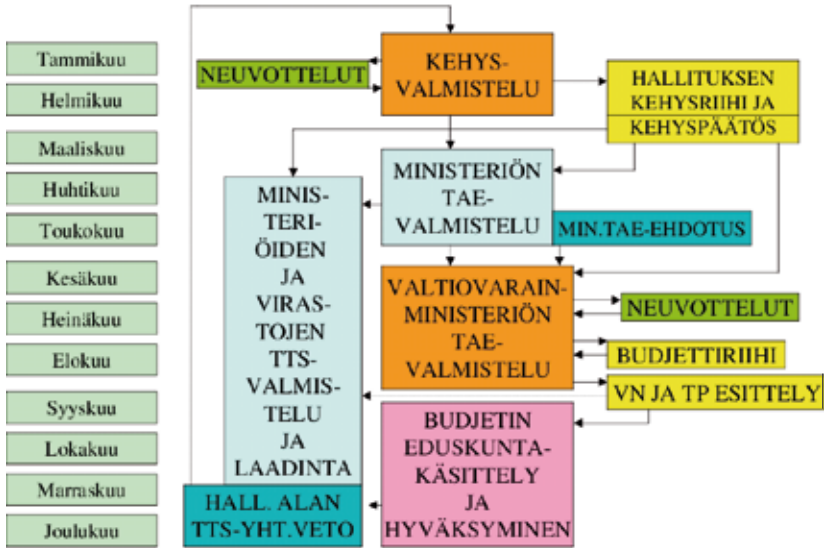 Tammikuu
Helmikuu
Maaliskuu
Huhtikuu
Toukokuu
Kesäkuu
Heinäkuu
Elokuu
Syyskuu
Lokakuu
Marraskuu
Joulukuu
NEUVOTTELUT
KEHYS-
VALMISTELU
HALLITUKSEN
KEHYSRIIHI JA
KEHYSPÄÄTÖS
MINISTERIÖN
TAE-
VALMISTELU
MIN.TAE-EHDOTUS
MINIS-
TERI-
ÖIDEN
JA
VIRAS-
TOJEN
TTS-
VALMIS-
TELU
JA
LAADINTA
VALTIOVARAIN-
MINISTERIÖN
TAE-
VALMISTELU
NEUVOTTELUT
BUDJETTIRIIHI
VN JA TP ESITTELY
BUDJETIN
EDUSKUNTA-
KÄSITTELY
JA
HYVÄKSYMINEN
HALL. ALAN
TTS-YHT.VETO